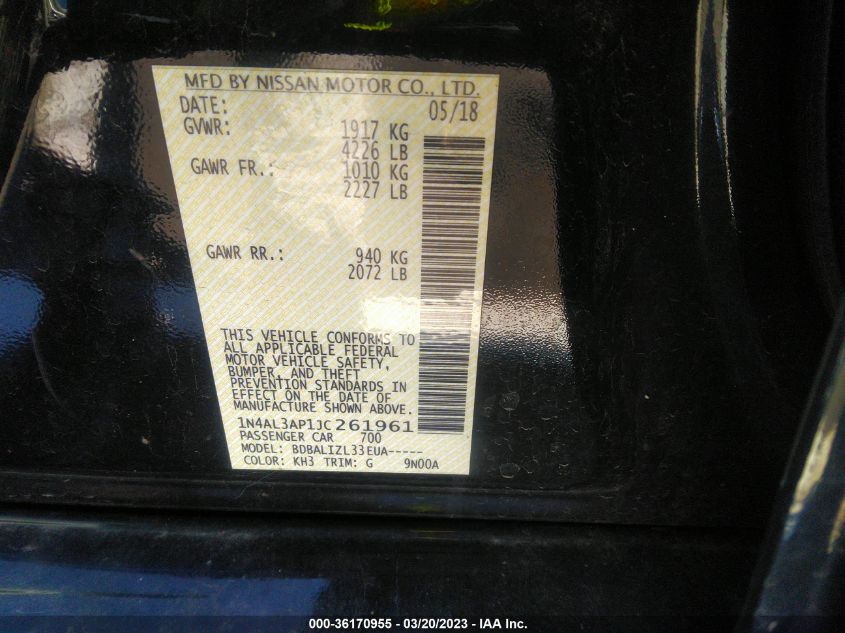 MFD BY NISSAN MOTOR CO., LTD.
DATE: 05/18
GVWR: 1917 KG
4226 LB
GAWR FR.: 1010 KG
2227 LB
GAWR RR.: 940 KG
2072 LB
THIS VEHICLE CONFORMS TO
ALL APPLICABLE FEDERAL
MOTOR VEHICLE SAFETY,
BUMPER, AND THEFT
PREVENTION STANDARDS IN
EFFECT ON THE DATE OF
MANUFACTURE SHOWN ABOVE.
1N4AL3AP1JC261961
PASSENGER CAR 700
MODEL: BDBALIZL33EUA-----
COLOR: KH3 TRIM: G 9N00A
000-36170955 - 03/20/2023 - IAA Inc.